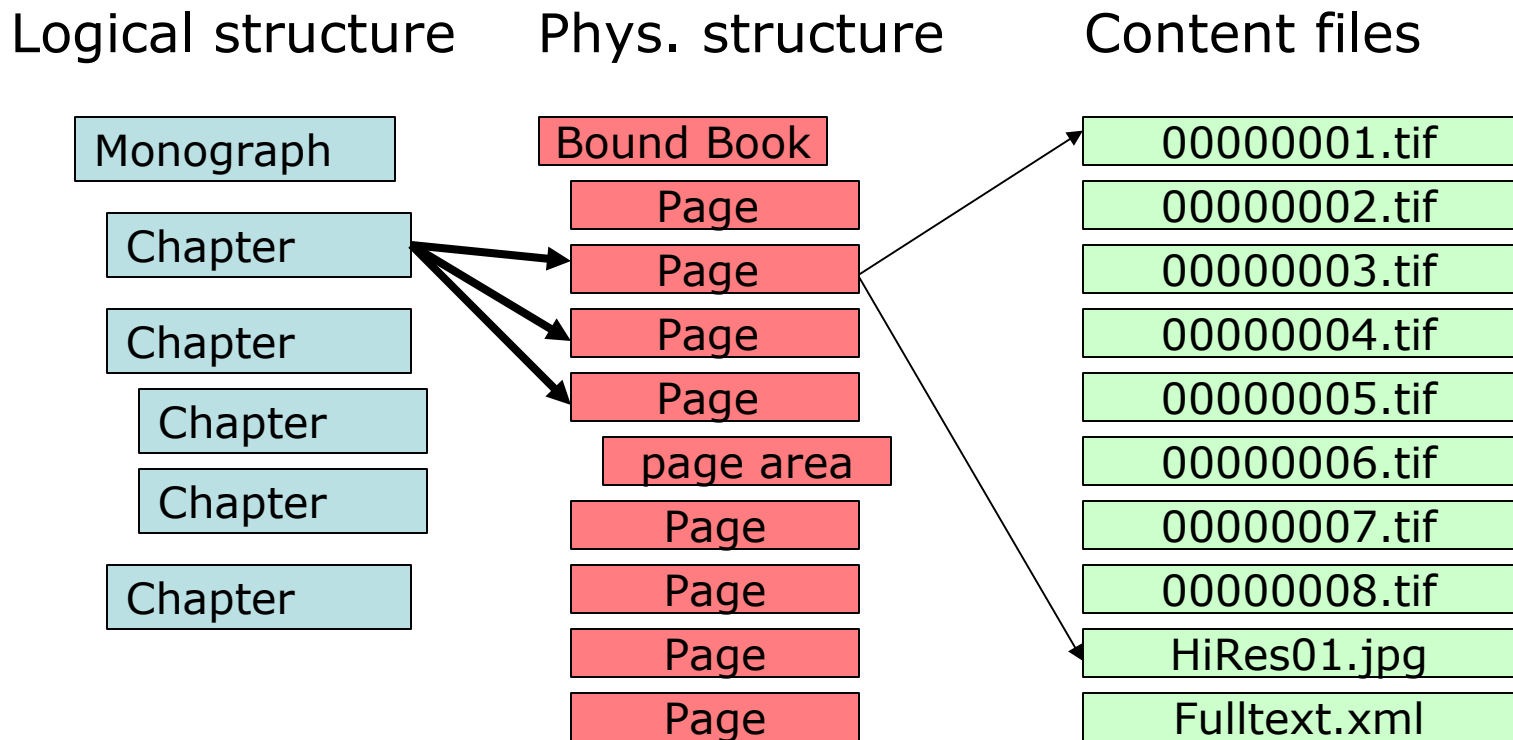 Logical structure
Phys. structure
Content files
Monograph
Chapter
Chapter
Chapter
Chapter
Chapter
Bound Book
Page
Page
Page
Page
page area
Page
Page
Page
Page
00000001.tif
00000002.tif
00000003.tif
00000004.tif
00000005.tif
00000006.tif
00000007.tif
00000008.tif
HiRes01.jpg
Fulltext.xml